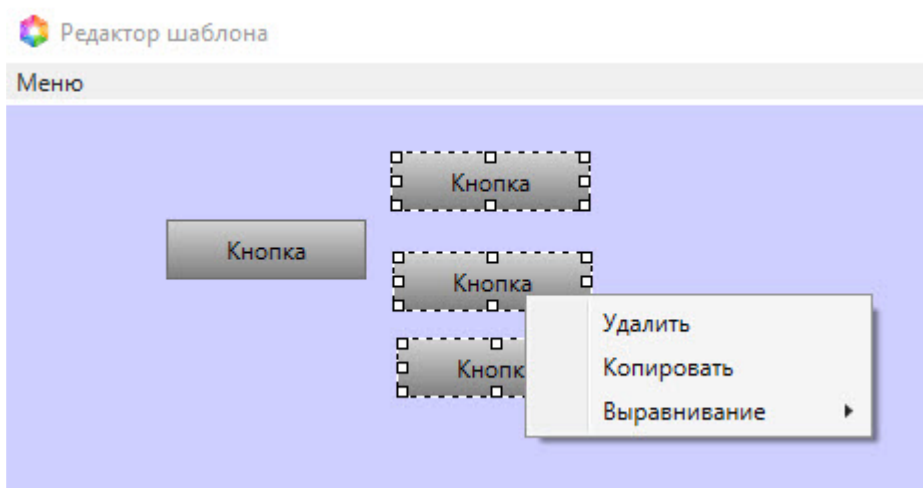 Редактор шаблона
Меню
Кнопка
Кнопка
Кнопка
Удалить
Копировать
Выравнивание